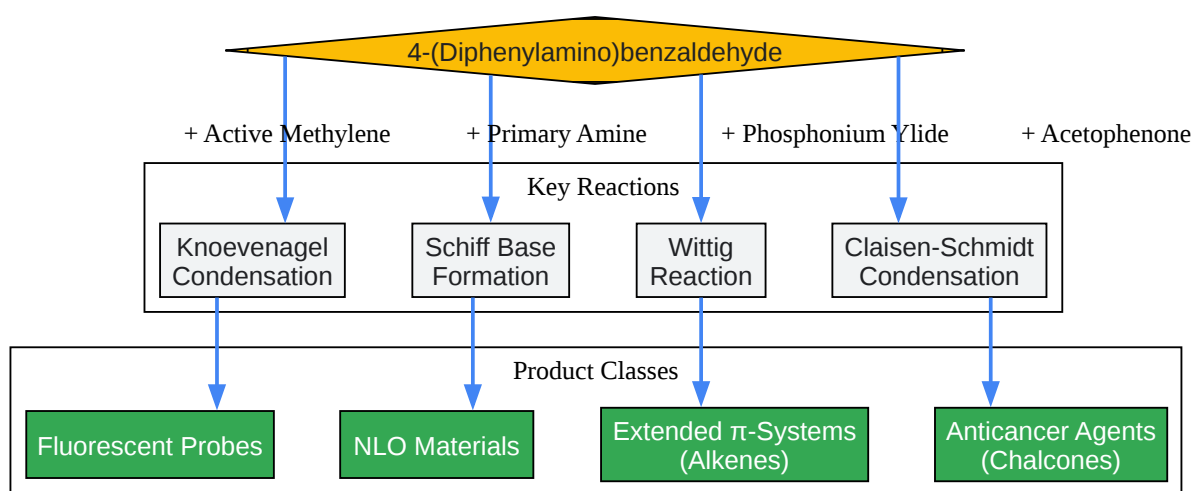 4-(Diphenylamino)benzaldehyde
+ Active Methylene
+ Primary Amine
+ Phosphonium Ylide
+ Acetophenone
Key Reactions
Knoevenagel
Condensation
Schiff Base
Formation
Wittig
Reaction
Claisen-Schmidt
Condensation
Product Classes
Fluorescent Probes
NLO Materials
Extended π-Systems
(Alkenes)
Anticancer Agents
(Chalcones)